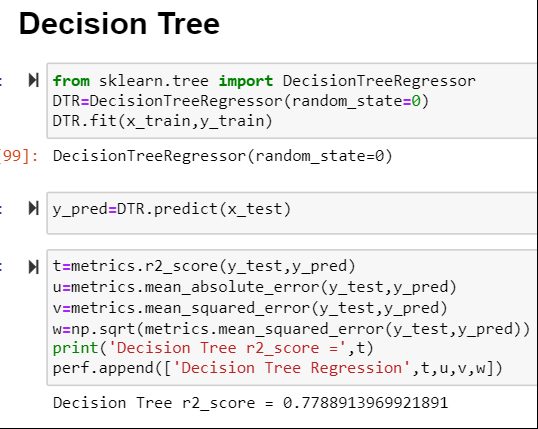 Decision Tree
from sklearn.tree import DecisionTreeRegressor
DTR=DecisionTreeRegressor(random_state=0)
DTR.fit(x_train,y_train)
[99]: DecisionTreeRegressor(random_state=0)
y_pred=DTR.predict(x_test)
t=metrics.r2_score(y_test,y_pred)
u=metrics.mean_absolute_error(y_test,y_pred)
v=metrics.mean_squared_error(y_test,y_pred)
w=np.sqrt(metrics.mean_squared_error(y_test,y_pred))
print('Decision Tree r2_score =',t)
perf.append(['Decision Tree Regression',t,u,v,w])
Decision Tree r2_score = 0.7788913969921891